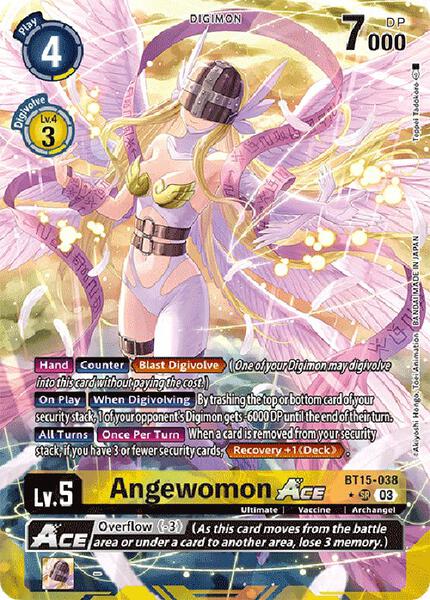 DIGIMON
Play
4
DP
7000
Digivolve
Lv.4
3
Teppei Tadokoro
©Akiyoshi Hongo, Toei Animation BANDAI MADE IN JAPAN
Hand Counter Blast Digivolve (One of your Digimon may digivolve
into this card without paying the cost.)
On Play When Digivolving By trashing the top or bottom card of your
security stack, 1 of your opponent's Digimon gets -6000 DP until the end of their turn.
All Turns Once Per Turn When a card is removed from your security
stack, if you have 3 or fewer security cards, Recovery +1 《Deck》.
Lv.5
Angewomon ACE
BT15-038
SR 03
Ultimate | Vaccine | Archangel
ACE Overflow 《-3》 (As this card moves from the battle
area or under a card to another area, lose 3 memory.)